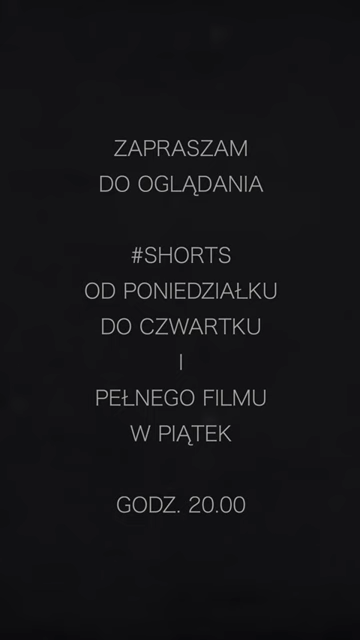 ZAPRASZAM
DO OGLĄDANIA
#SHORTS
OD PONIEDZIAŁKU
DO CZWARTKU
I
PEŁNEGO FILMU
W PIĄTEK
GODZ. 20.00